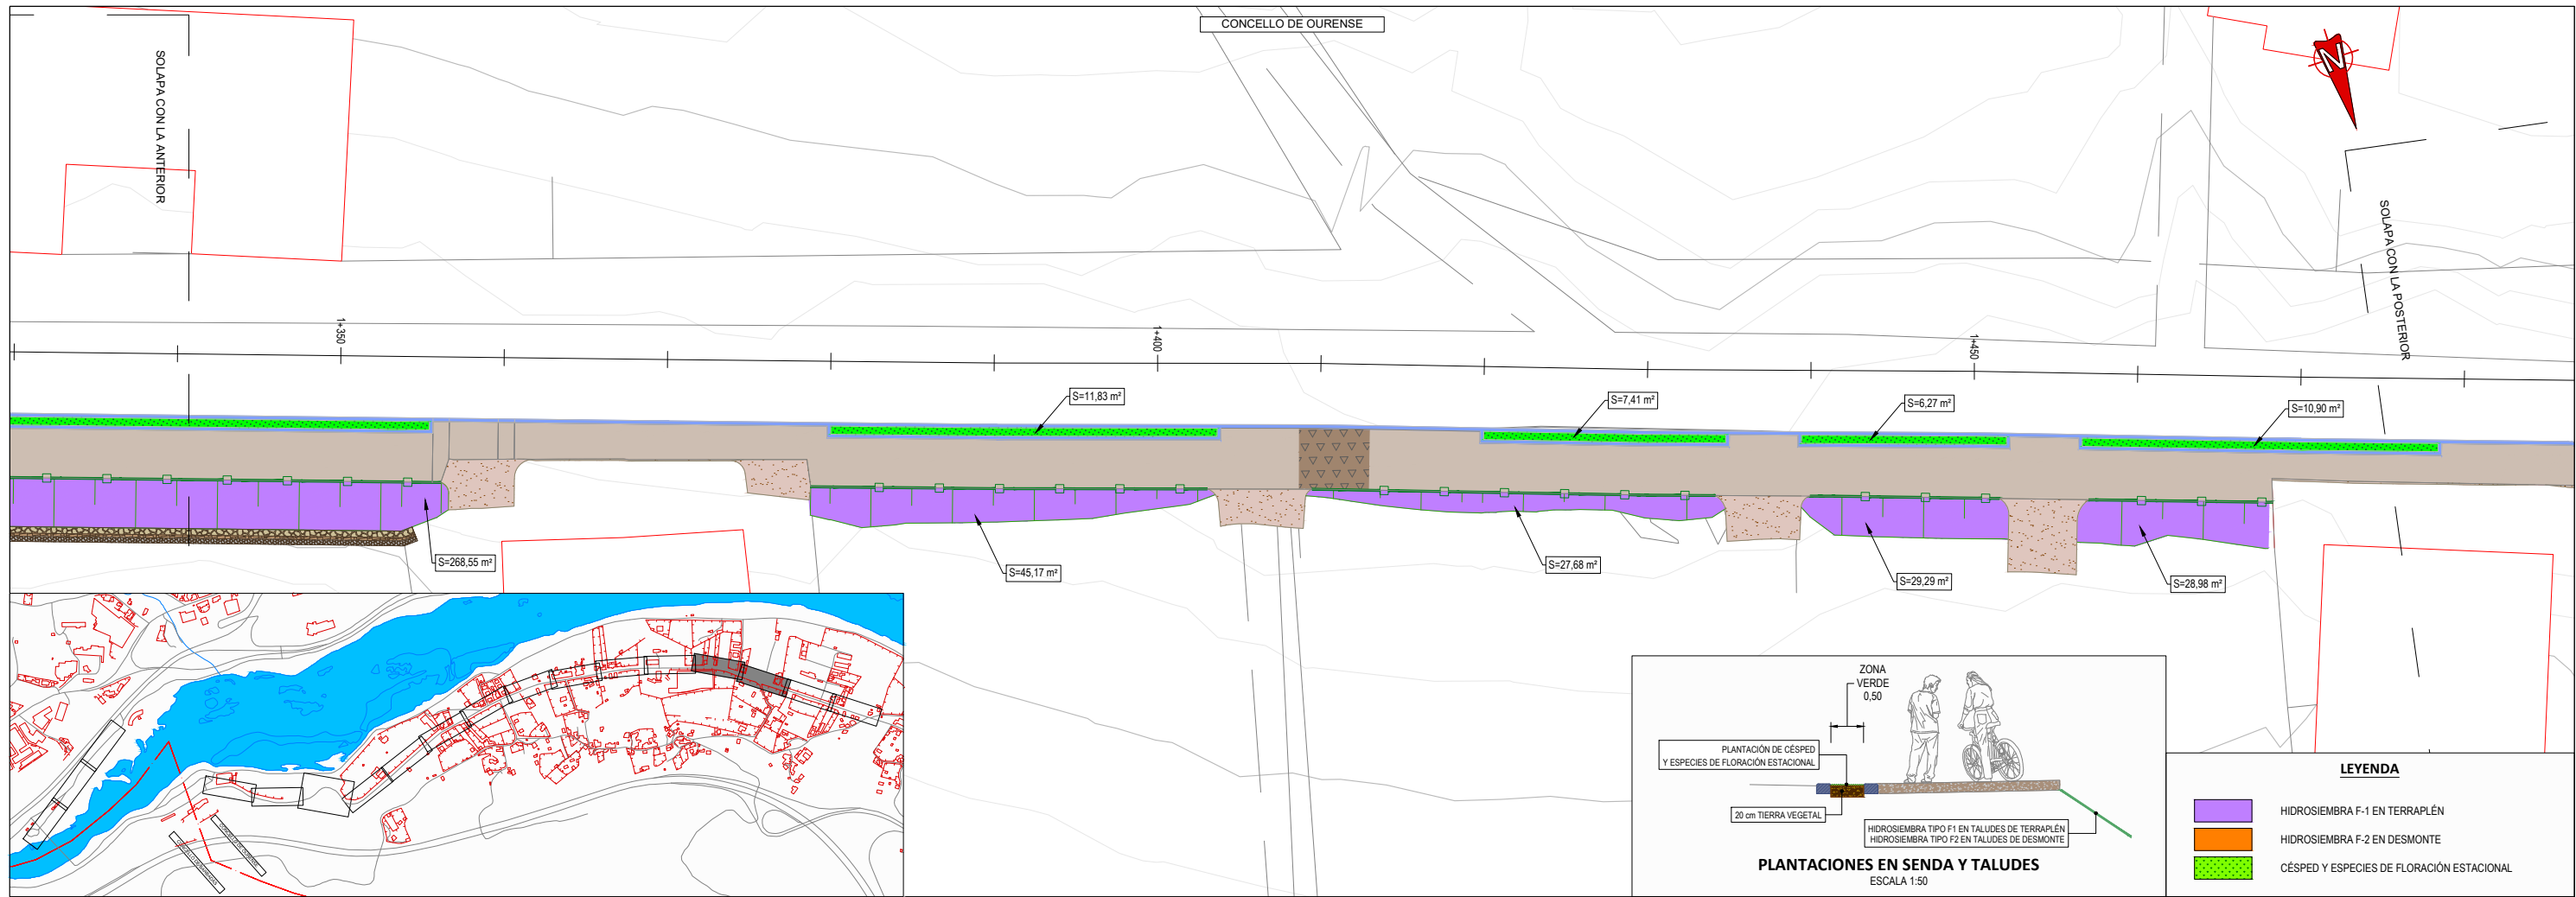 CONCELLO DE OURENSE
N
SOLAPA CON LA ANTERIOR
SOLAPA CON LA POSTERIOR
1+350
1+400
1+450
S=11,83 m²
S=7,41 m²
S=6,27 m²
S=10,90 m²
S=268,55 m²
S=45,17 m²
S=27,68 m²
S=29,29 m²
S=28,98 m²
ZONA
VERDE
0,50
PLANTACIÓN DE CÉSPED
Y ESPECIES DE FLORACIÓN ESTACIONAL
20 cm TIERRA VEGETAL
HIDROSIEMBRA TIPO F1 EN TALUDES DE TERRAPLÉN
HIDROSIEMBRA TIPO F2 EN TALUDES DE DESMONTE
PLANTACIONES EN SENDA Y TALUDES
ESCALA 1:50
LEYENDA
HIDROSIEMBRA F-1 EN TERRAPLÉN
HIDROSIEMBRA F-2 EN DESMONTE
CÉSPED Y ESPECIES DE FLORACIÓN ESTACIONAL